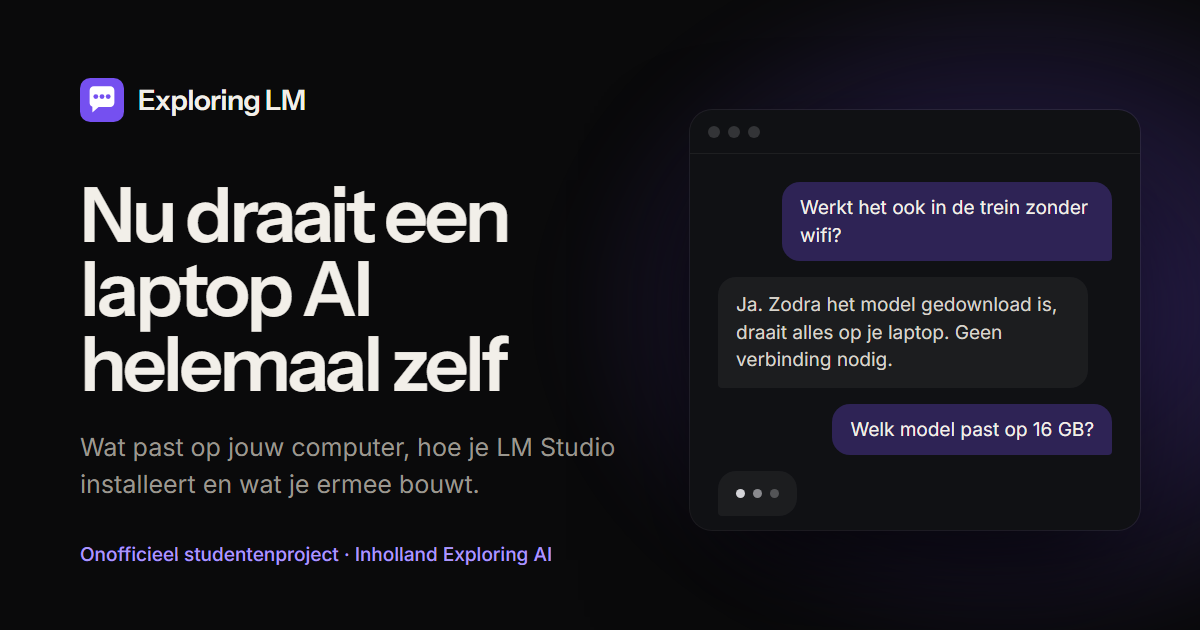 Exploring LM
Nu draait een
laptop AI
helemaal zelf
Wat past op jouw computer, hoe je LM Studio
installeert en wat je ermee bouwt.
Onofficieel studentenproject · Inholland Exploring AI
Werkt het ook in de trein zonder
wifi?
Ja. Zodra het model gedownload is,
draait alles op je laptop. Geen
verbinding nodig.
Welk model past op 16 GB?